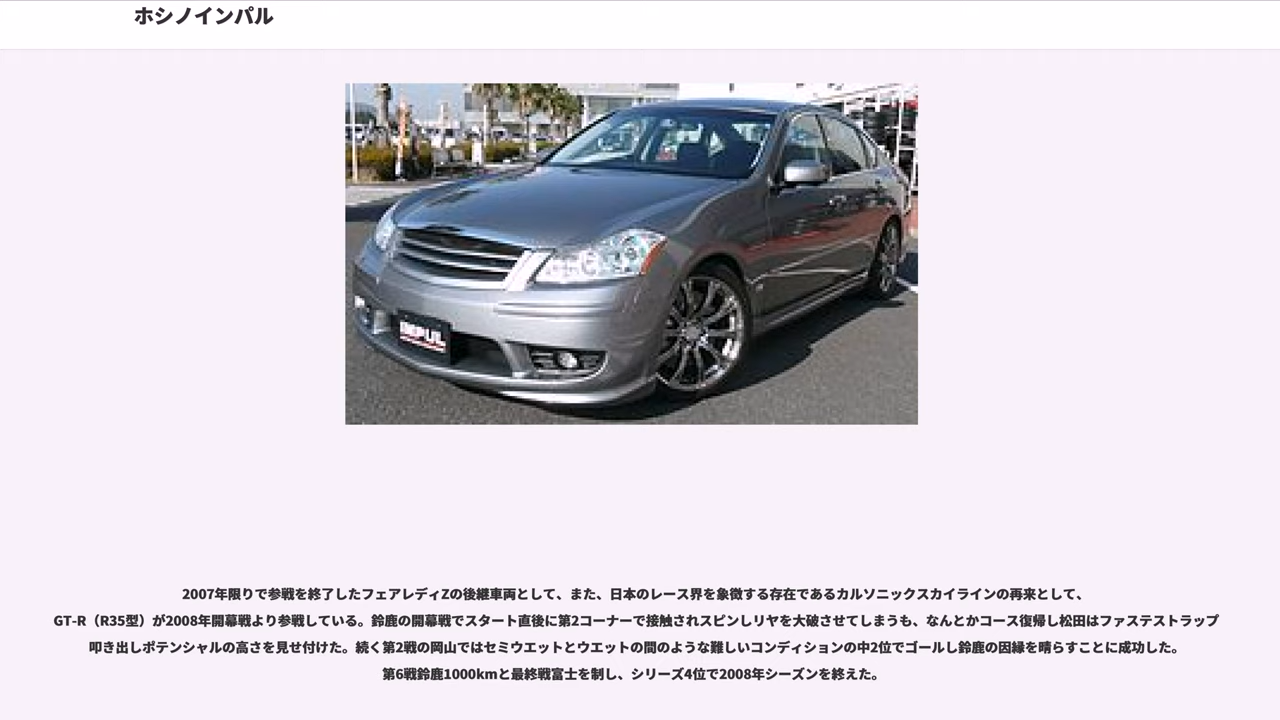 ホシノインパル
IMPUL
2007年限りで参戦を終了したフェアレディZの後継車両として、また、日本のレース界を象徴する存在であるカルソニックスカイラインの再来として、
GT-R（R35型）が2008年開幕戦より参戦している。鈴鹿の開幕戦でスタート直後に第2コーナーで接触されスピンしリヤを大破させてしまうも、なんとかコース復帰し松田はファステストラップ
叩き出しポテンシャルの高さを見せ付けた。続く第2戦の岡山ではセミウエットとウエットの間のような難しいコンディションの中2位でゴールし鈴鹿の因縁を晴らすことに成功した。
第6戦鈴鹿1000kmと最終戦富士を制し、シリーズ4位で2008年シーズンを終えた。